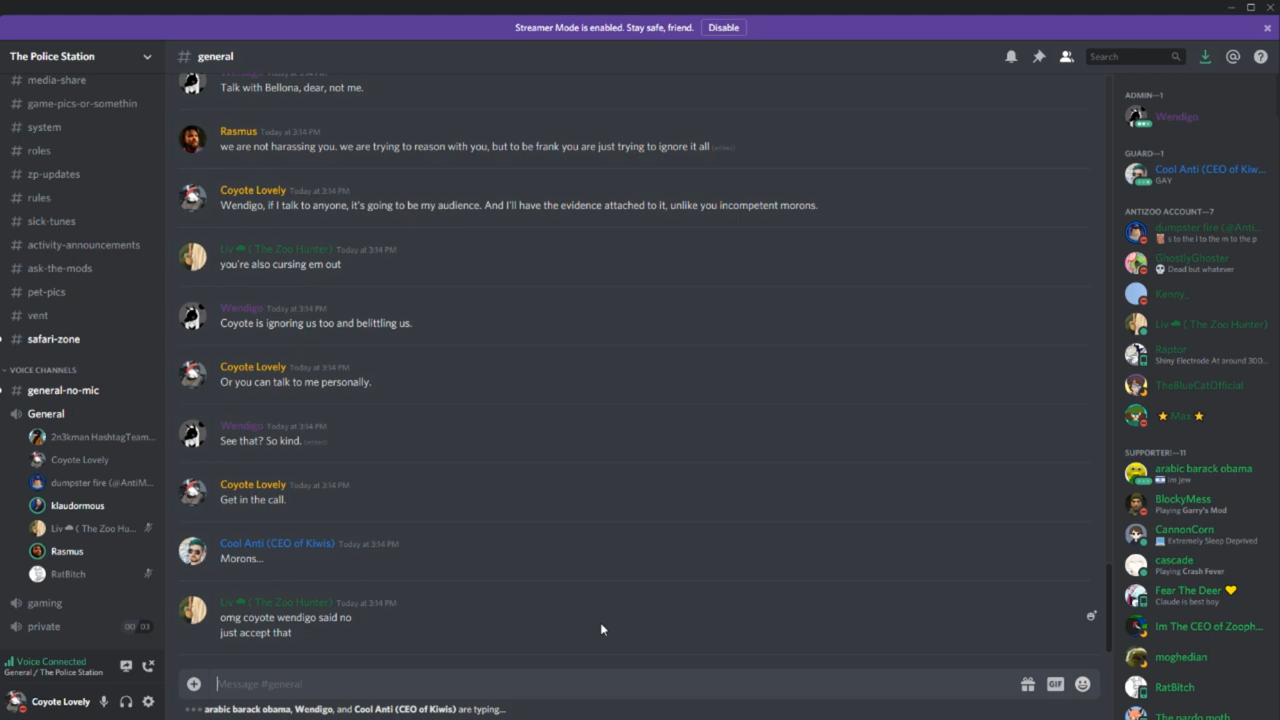 Streamer Mode is enabled. Stay safe, friend. Disable
The Police Station
# general
Search
# media-share
# game-pics-or-somethin
# system
# roles
# zp-updates
# rules
# sick-tunes
# activity-announcements
# ask-the-mods
# pet-pics
# vent
# safari-zone
VOICE CHANNELS
# general-no-mic
General
2n3kman HashtagTeam...
Coyote Lovely
dumpster fire (@AntiM...
klaudormous
Liv ( The Zoo Hu...
Rasmus
RatBitch
gaming
private 00 03
Voice Connected
General / The Police Station
Coyote Lovely
Wendigo Today at 3:14 PM
Talk with Bellona, dear, not me.
Rasmus Today at 3:14 PM
we are not harassing you. we are trying to reason with you, but to be frank you are just trying to ignore it all (edited)
Coyote Lovely Today at 3:14 PM
Wendigo, if I talk to anyone, it's going to be my audience. And I'll have the evidence attached to it, unlike you incompetent morons.
Liv ( The Zoo Hunter) Today at 3:14 PM
you're also cursing em out
Wendigo Today at 3:14 PM
Coyote is ignoring us too and belittling us.
Coyote Lovely Today at 3:14 PM
Or you can talk to me personally.
Wendigo Today at 3:14 PM
See that? So kind. (edited)
Coyote Lovely Today at 3:14 PM
Get in the call.
Cool Anti (CEO of Kiwis) Today at 3:14 PM
Morons...
Liv ( The Zoo Hunter) Today at 3:14 PM
omg coyote wendigo said no
just accept that
Message #general
GIF
arabic barack obama, Wendigo, and Cool Anti (CEO of Kiwis) are typing...
ADMIN—1
Wendigo
GUARD—1
Cool Anti (CEO of Kiw...
GAY
ANTIZOO ACCOUNT—7
dumpster fire (@Anti...
s to the l to the m to the p
GhostlyGhoster
Dead but whatever
Kenny_
Liv ( The Zoo Hunter)
Raptor
Shiny Electrode At around 300...
TheBlueCatOfficial
Max
SUPPORTER!—11
arabic barack obama
im jew
BlockyMess
Playing Garry's Mod
CannonCorn
Extremely Sleep Deprived
cascade
Playing Crash Fever
Fear The Deer
Claude is best boy
Im The CEO of Zooph...
moghedian
RatBitch
The pardo moth